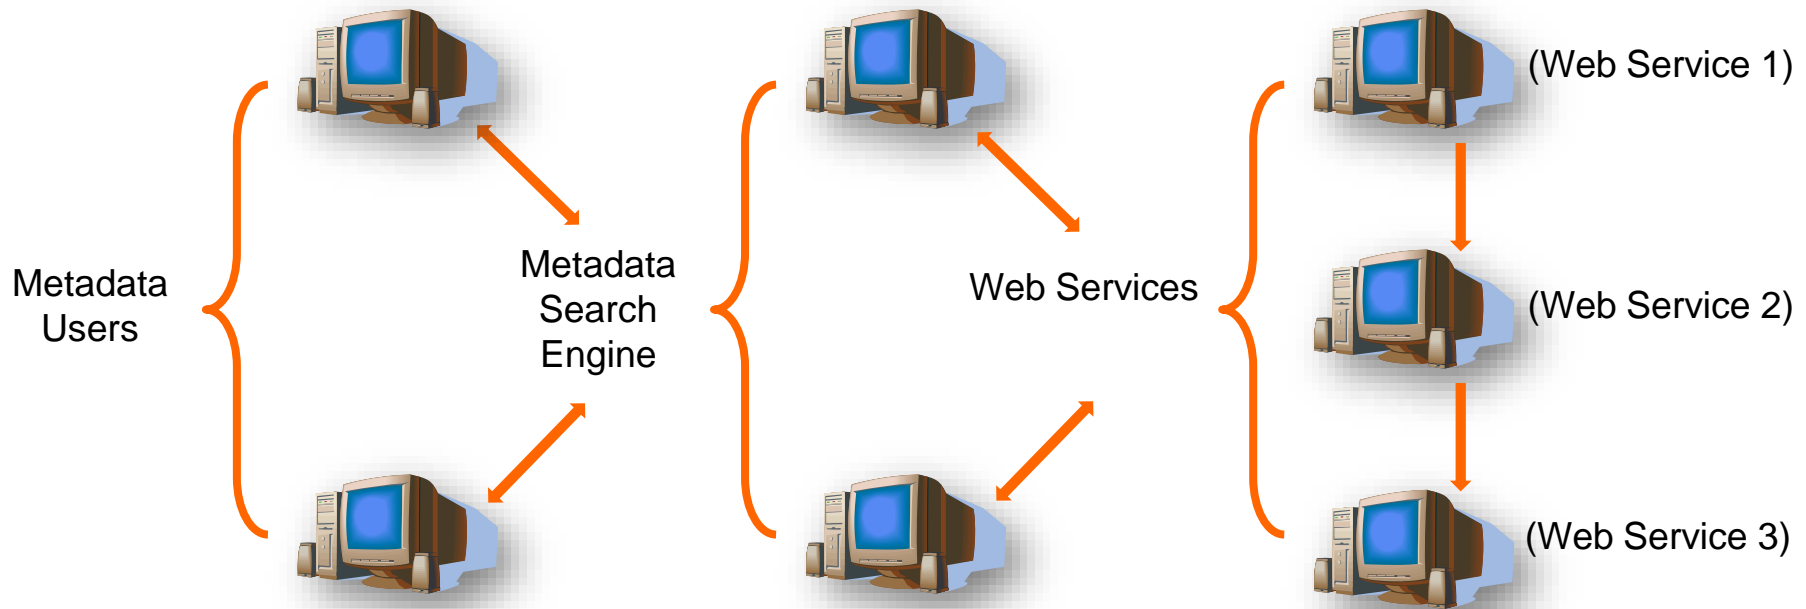 Metadata
Users
Metadata
Search
Engine
Web Services
(Web Service 1)
(Web Service 2)
(Web Service 3)